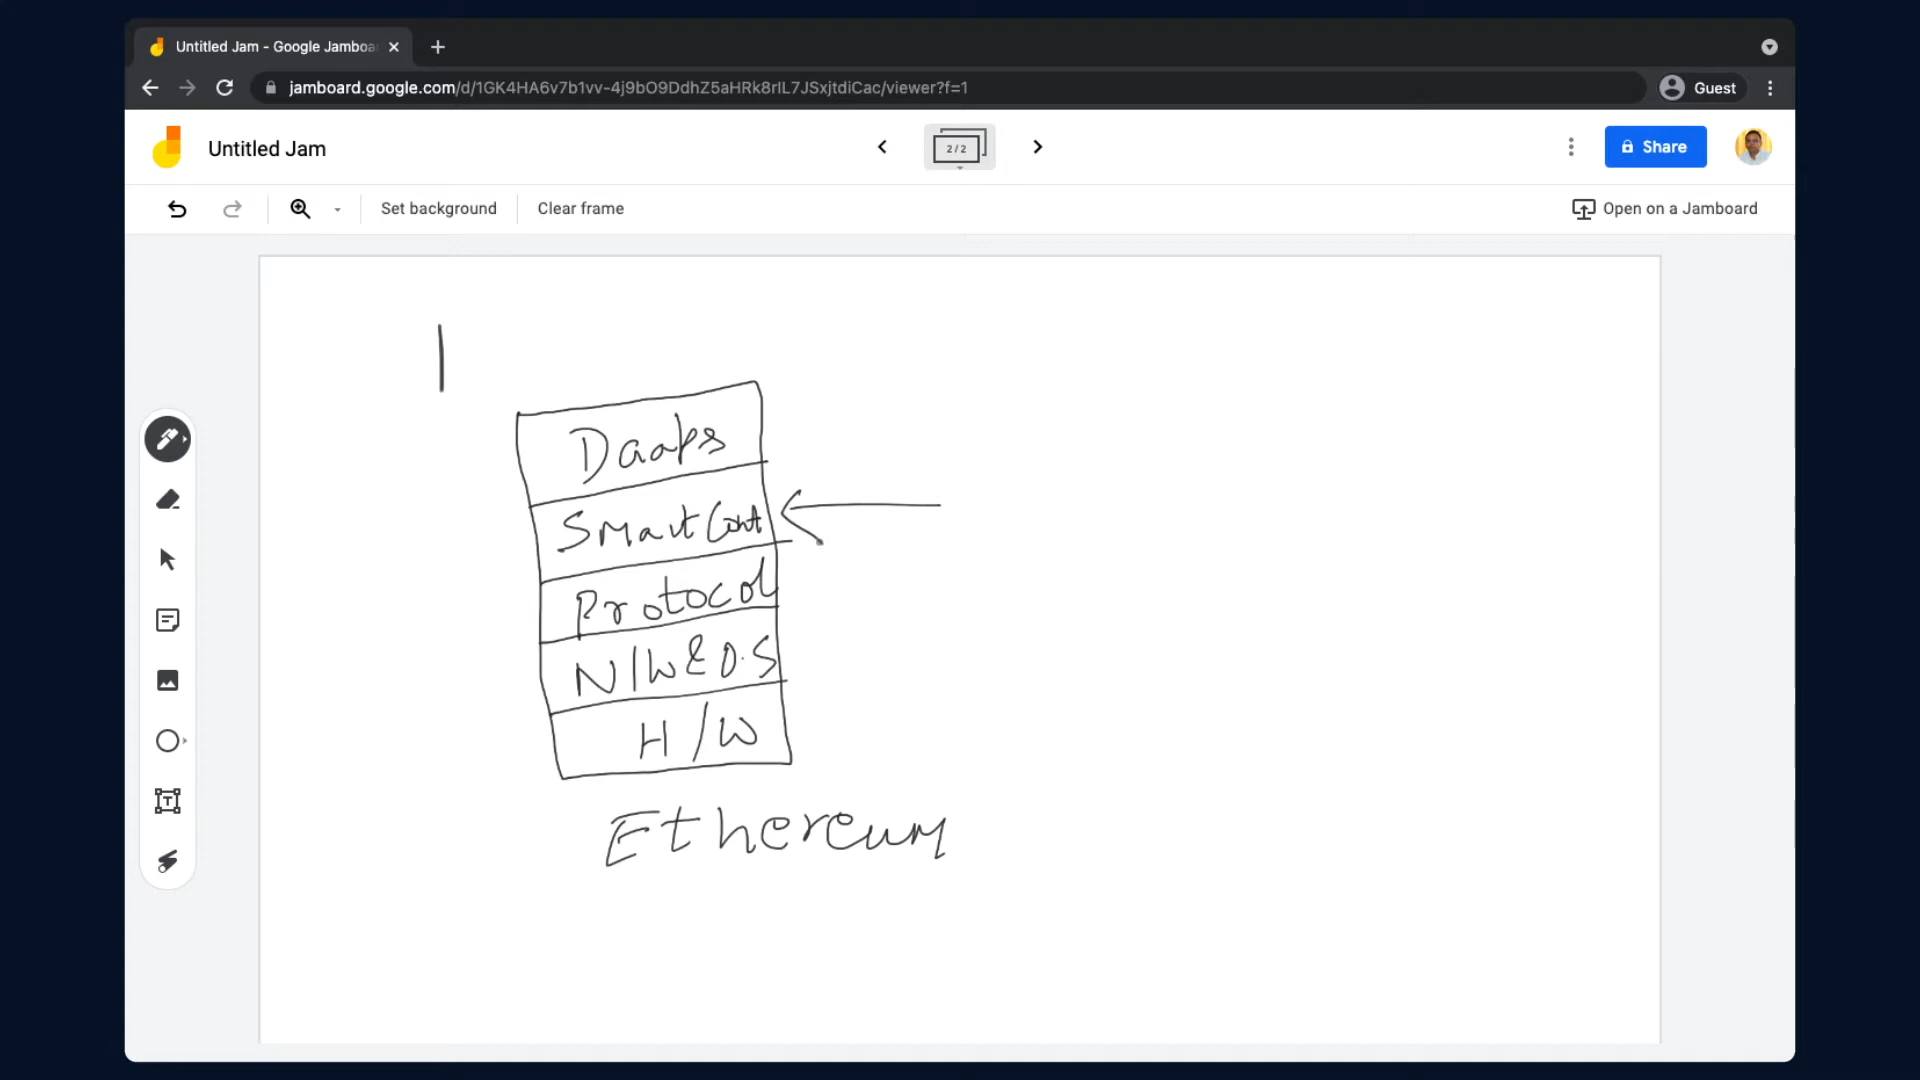 Untitled Jam - Google Jamboa
jamboard.google.com/d/1GK4HA6v7b1vv-4j9bO9DdhZ5aHRk8rIL7JSxjtdiCac/viewer?f=1
Guest
Untitled Jam
2/2
Share
Set background
Clear frame
Open on a Jamboard
Daaps
Smart Cont
Protocol
N/W & O.S
H/W
Ethereum